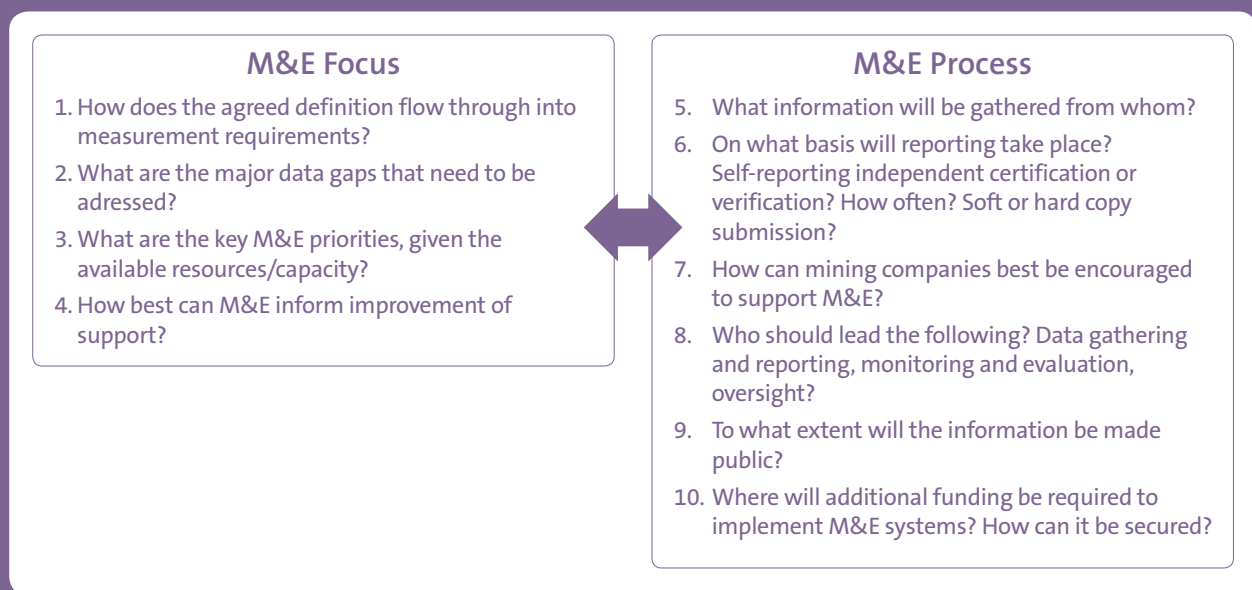 M&E Focus
1. How does the agreed definition flow through into
measurement requirements?
2. What are the major data gaps that need to be
adressed?
3. What are the key M&E priorities, given the
available resources/capacity?
4. How best can M&E inform improvement of
support?
M&E Process
5. What information will be gathered from whom?
6. On what basis will reporting take place?
Self-reporting independent certification or
verification? How often? Soft or hard copy
submission?
7. How can mining companies best be encouraged
to support M&E?
8. Who should lead the following? Data gathering
and reporting, monitoring and evaluation,
oversight?
9. To what extent will the information be made
public?
10. Where will additional funding be required to
implement M&E systems? How can it be secured?